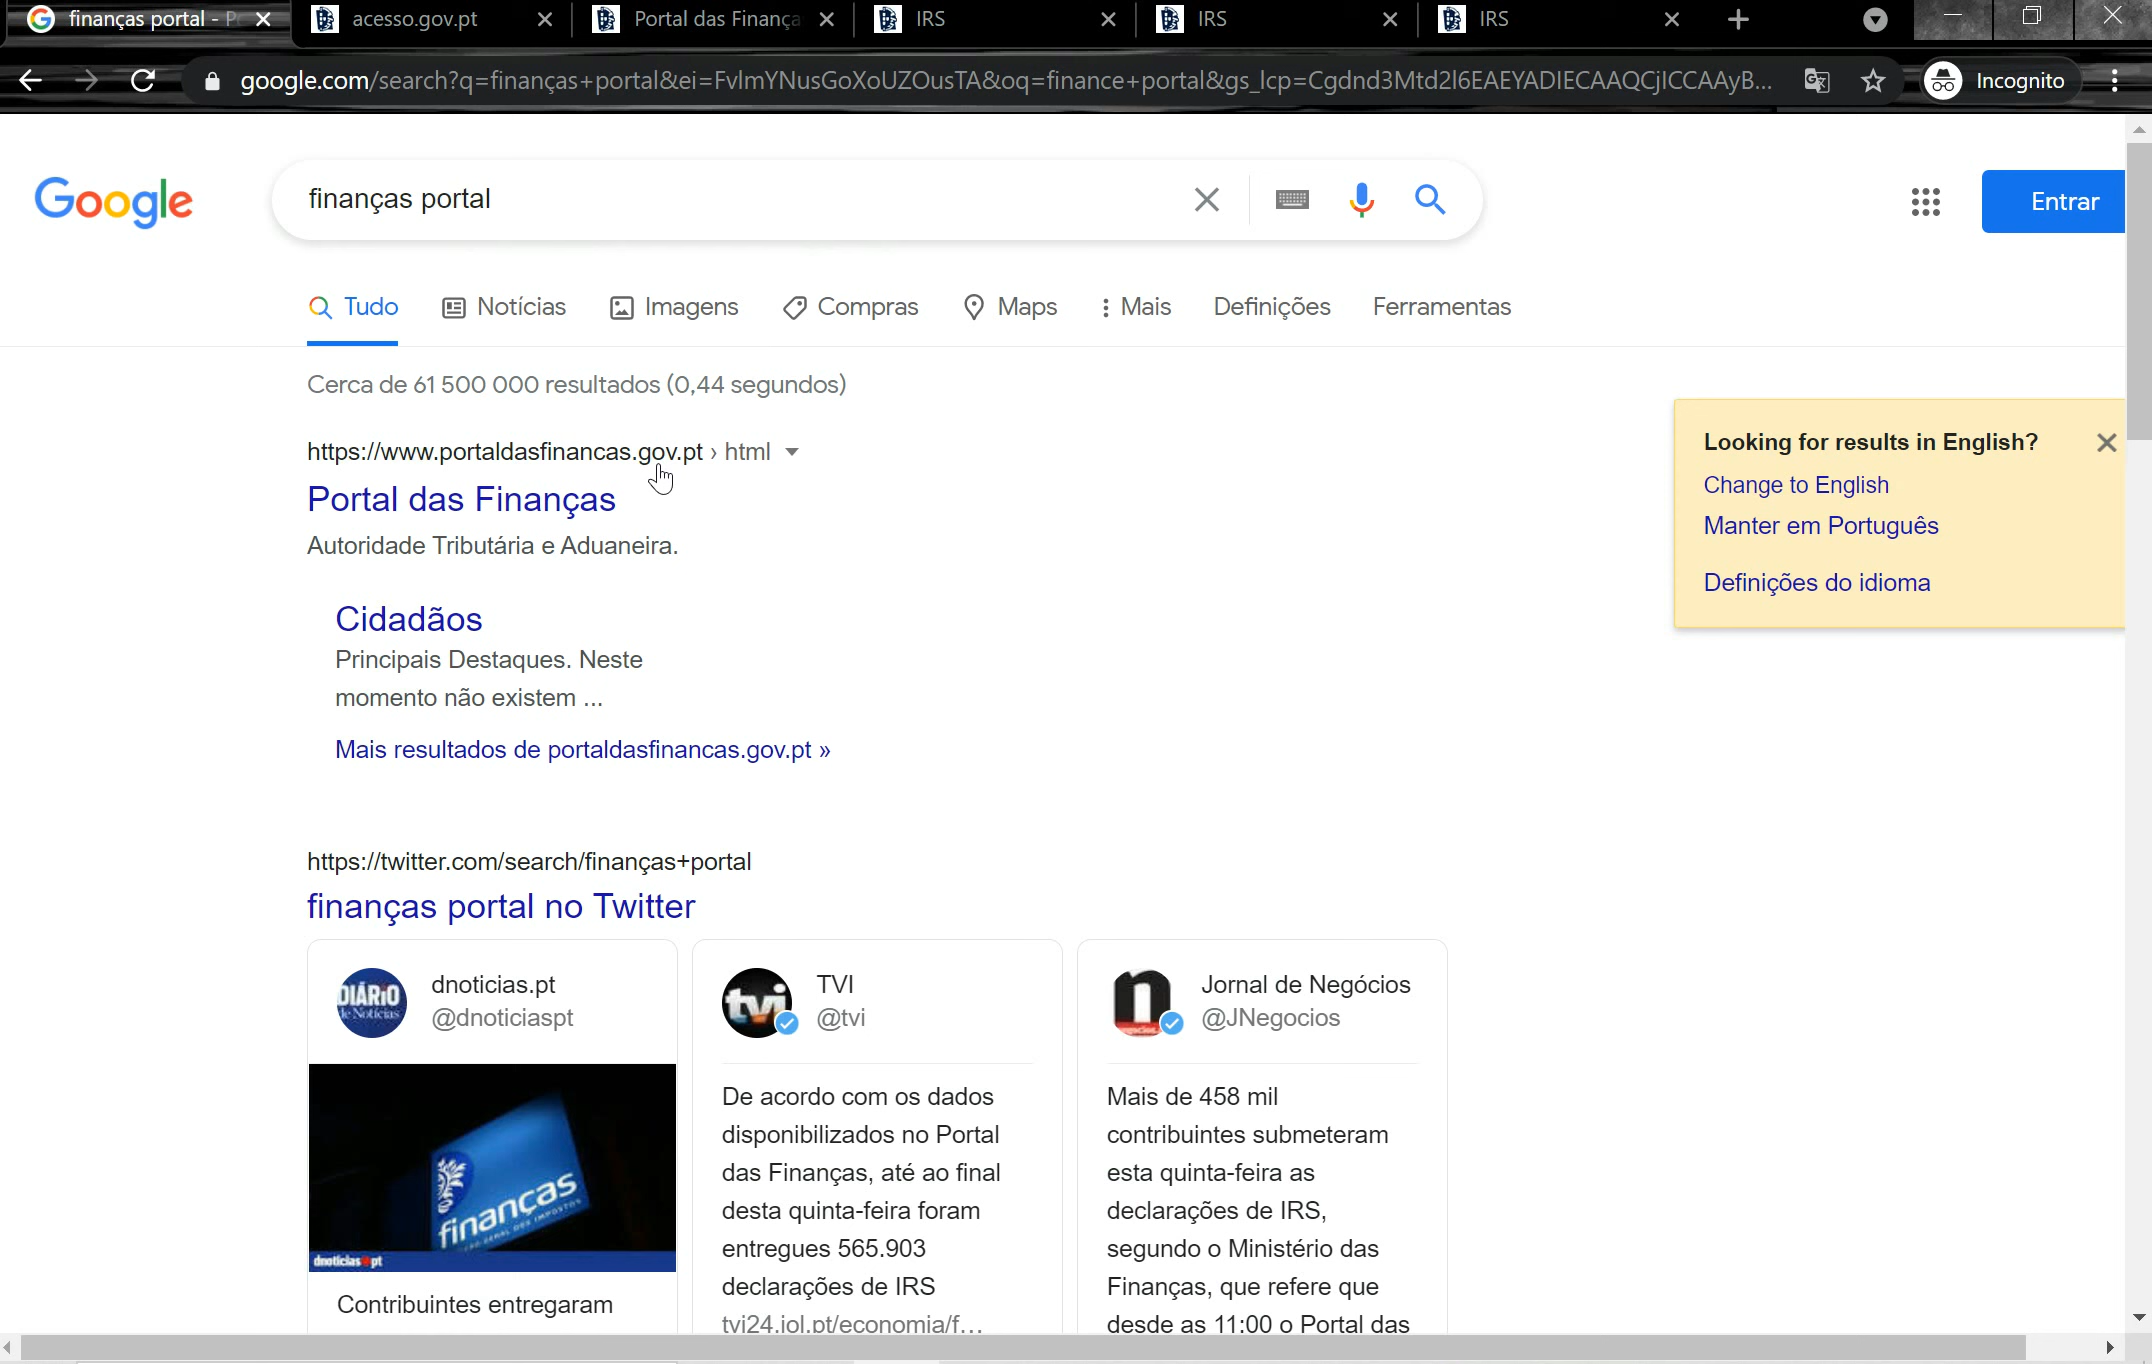 finanças portal -
acesso.gov.pt
Portal das Finança
IRS
IRS
IRS
google.com/search?q=finanças+portal&ei=FvlmYNusGoXoUZOusTA&oq=finance+portal&gs_lcp=Cgdnd3Mtd2l6EAEYADIECAAQCjICCAAyB...
Incognito
Google
finanças portal
Entrar
Tudo
Notícias
Imagens
Compras
Maps
Mais
Definições
Ferramentas
Cerca de 61 500 000 resultados (0,44 segundos)
https://www.portaldasfinancas.gov.pt › html
Portal das Finanças
Autoridade Tributária e Aduaneira.
Cidadãos
Principais Destaques. Neste
momento não existem ...
Mais resultados de portaldasfinancas.gov.pt »
Looking for results in English?
Change to English
Manter em Português
Definições do idioma
https://twitter.com/search/finanças+portal
finanças portal no Twitter
DIÁRIO
de Notícias
dnoticias.pt
@dnoticiaspt
finanças
dnotícias pt
Contribuintes entregaram
tvi
TVI
@tvi
De acordo com os dados
disponibilizados no Portal
das Finanças, até ao final
desta quinta-feira foram
entregues 565.903
declarações de IRS
tvi24.iol.pt/economia/f...
n
Jornal de Negócios
@JNegocios
Mais de 458 mil
contribuintes submeteram
esta quinta-feira as
declarações de IRS,
segundo o Ministério das
Finanças, que refere que
desde as 11:00 o Portal das